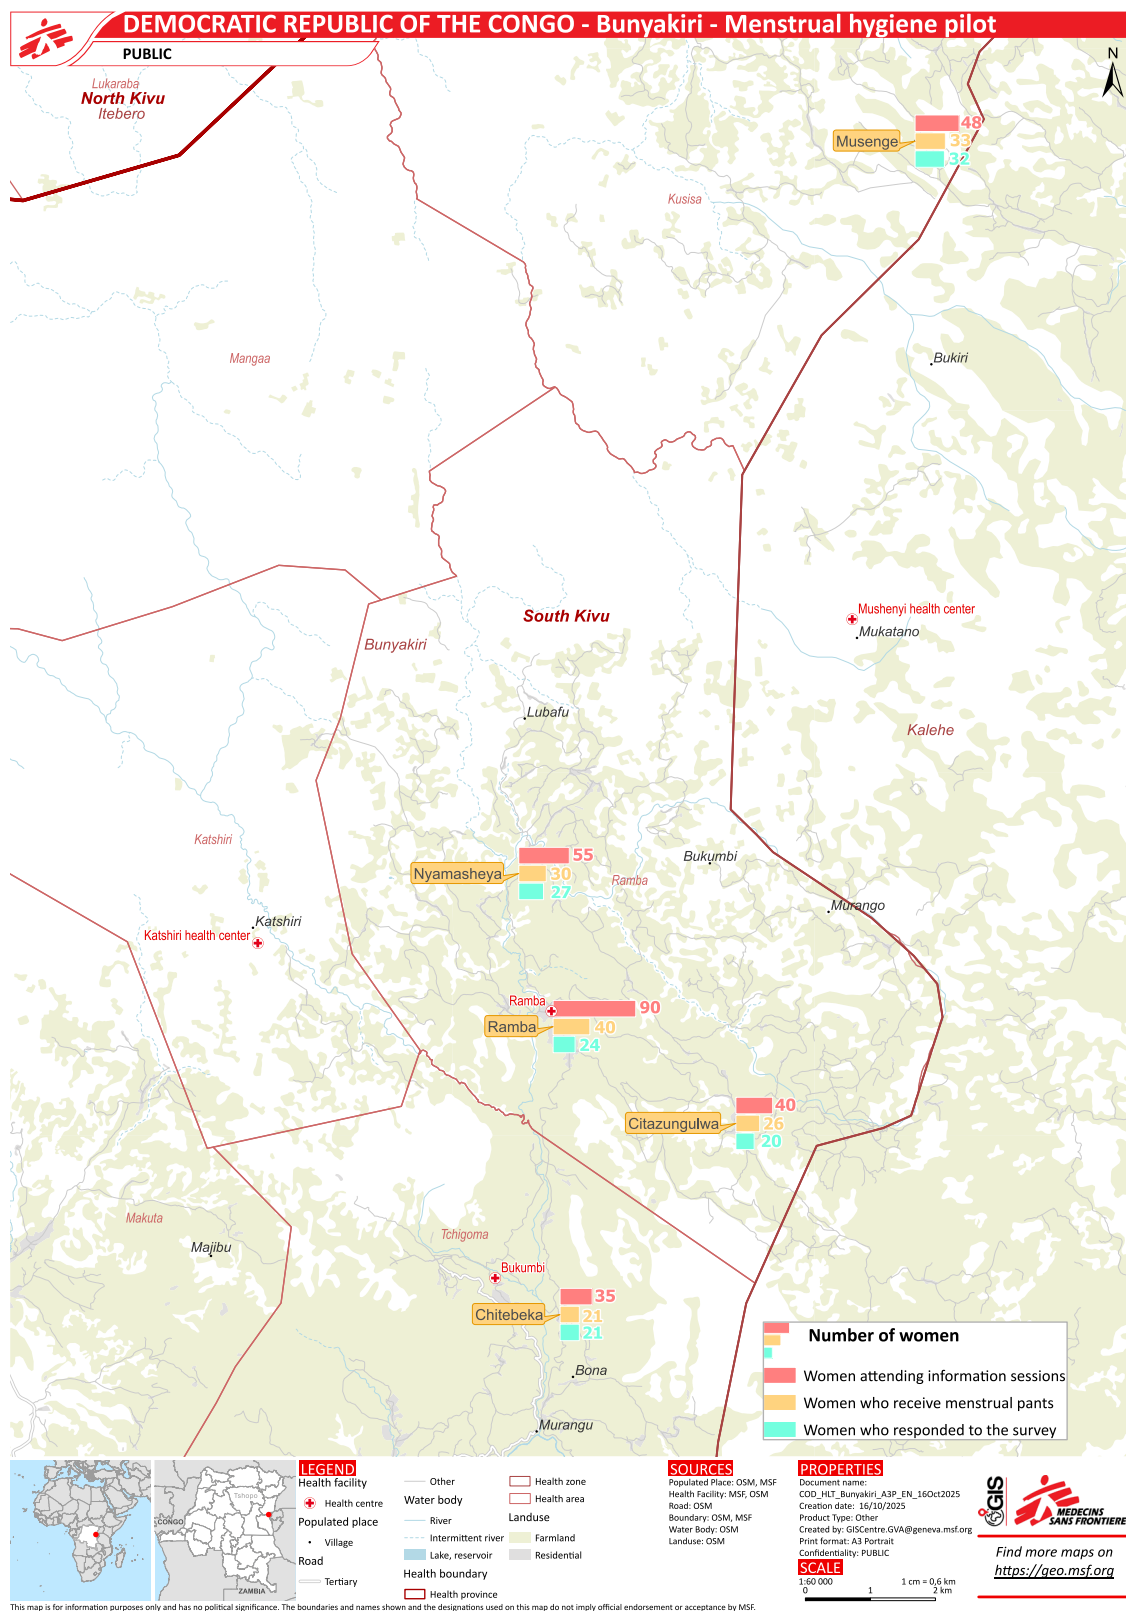 DEMOCRATIC REPUBLIC OF THE CONGO - Bunyakiri - Menstrual hygiene pilot
PUBLIC
N
Lukaraba
North Kivu
Itebero
48
Musenge
33
32
Kusisa
Mangaa
Bukiri
Mushenyi health center
South Kivu
Mukatano
Bunyakiri
Lubafu
Kalehe
Katshiri
55
Bukumbi
Nyamasheya
30
Ramba
27
Murango
Katshiri
Katshiri health center
Ramba
90
Ramba
40
24
40
Citazungulwa
26
20
Makuta
Tchigoma
Majibu
Bukumbi
35
Chitebeka
21
21
Number of women
Bona
Women attending information sessions
Women who receive menstrual pants
Murangu
Women who responded to the survey
CONGO
Tshopo
ZAMBIA
LEGEND
Health facility
Health centre
Populated place
Village
Road
Tertiary
Other
Water body
River
Intermittent river
Lake, reservoir
Health boundary
Health province
Health zone
Health area
Landuse
Farmland
Residential
SOURCES
Populated Place: OSM, MSF
Health Facility: MSF, OSM
Road: OSM
Boundary: OSM, MSF
Water Body: OSM
Landuse: OSM
PROPERTIES
Document name:
COD_HLT_Bunyakiri_A3P_EN_16Oct2025
Creation date: 16/10/2025
Product Type: Other
Created by: GISCentre.GVA@geneva.msf.org
Print format: A3 Portrait
Confidentiality: PUBLIC
SCALE
1:60 000
1 cm = 0,6 km
0
1
2 km
GIS
MEDECINS
SANS FRONTIERES
Find more maps on
https://geo.msf.org
This map is for information purposes only and has no political significance. The boundaries and names shown and the designations used on this map do not imply official endorsement or acceptance by MSF.